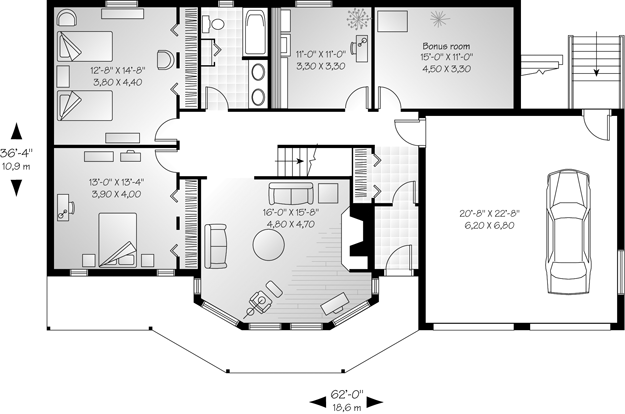 12'-8" X 14'-8"
3,80 X 4,40
11'-0" X 11'-0"
3,30 X 3,30
Bonus room
15'-0" X 11'-0"
4,50 X 3,30
36'-4"
10,9 m
13'-0" X 13'-4"
3,90 X 4,00
16'-0" X 15'-8"
4,80 X 4,70
20'-8" X 22'-8"
6,20 X 6,80
62'-0"
18,6 m